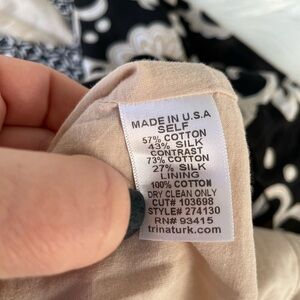 MADE IN U.S.A
SELF
57% COTTON
43% SILK
CONTRAST
73% COTTON
27% SILK
LINING
100% COTTON
DRY CLEAN ONLY
CUT# 103698
STYLE# 274130
RN# 93415
trinaturk.com